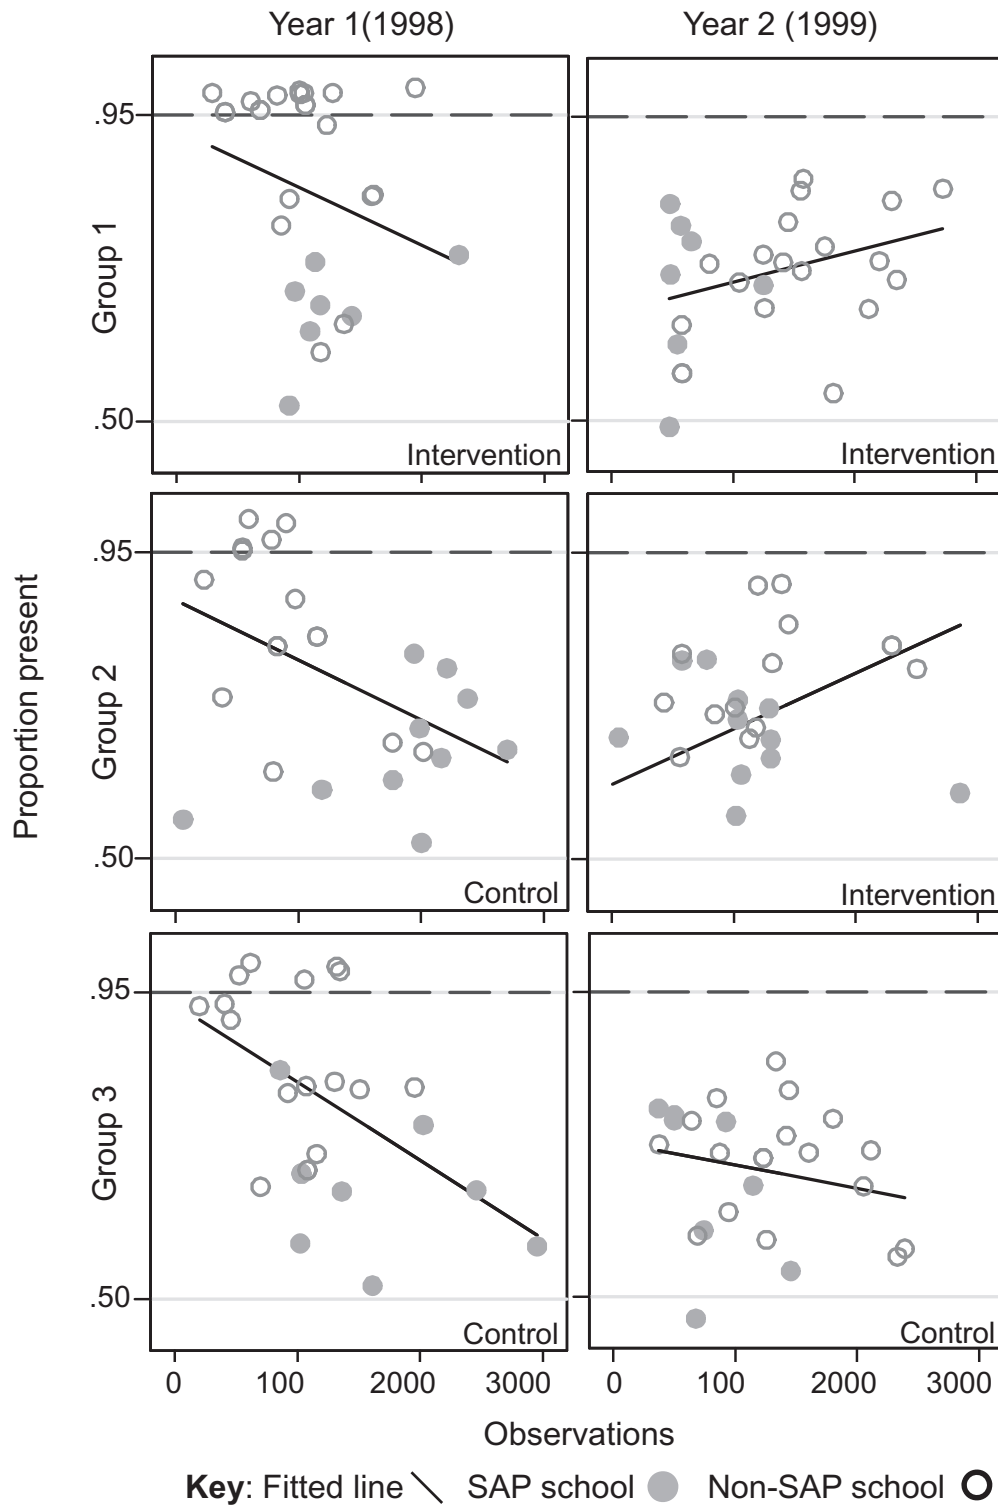 Year 1(1998)
Year 2 (1999)
Proportion present
Group 1
.95
.50
Intervention
Intervention
Group 2
.95
.50
Control
Intervention
Group 3
.95
.50
Control
Control
0 100 2000 3000
0 100 2000 3000
Observations
Key: Fitted line SAP school Non-SAP school